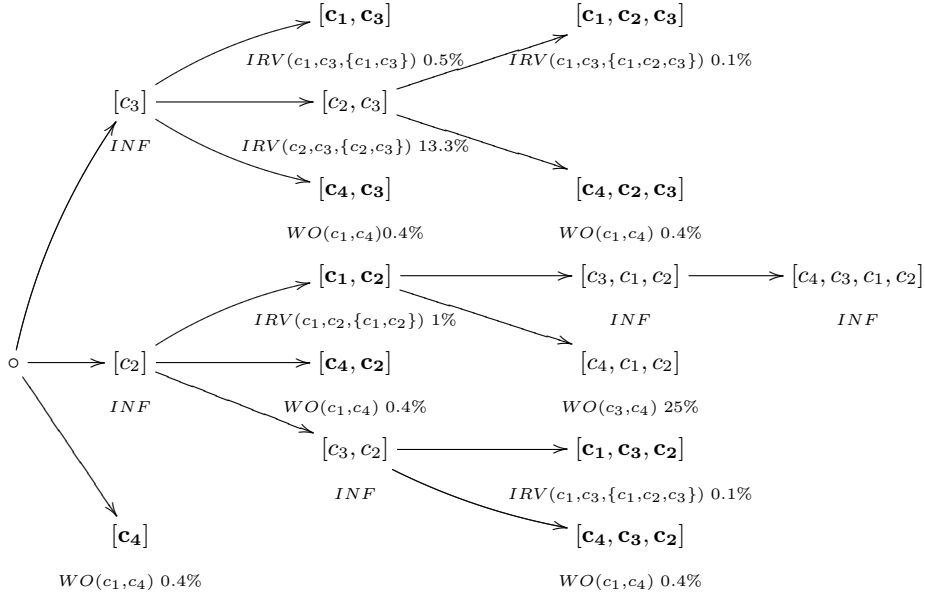 [c₁, c₃] [c₁, c₂, c₃]
IRV(c₁,c₃,{c₁,c₃}) 0.5% IRV(c₁,c₃,{c₁,c₂,c₃}) 0.1%
[c₃] [c₂, c₃]
INF IRV(c₂,c₃,{c₂,c₃}) 13.3%
[c₄, c₃] [c₄, c₂, c₃]
WO(c₁,c₄)0.4% WO(c₁,c₄) 0.4%
[c₁, c₂] [c₃, c₁, c₂] [c₄, c₃, c₁, c₂]
IRV(c₁,c₂,{c₁,c₂}) 1% INF INF
[c₂] [c₄, c₂] [c₄, c₁, c₂]
INF WO(c₁,c₄) 0.4% WO(c₃,c₄) 25%
[c₃, c₂] [c₁, c₃, c₂]
INF IRV(c₁,c₃,{c₁,c₂,c₃}) 0.1%
[c₄] [c₄, c₃, c₂]
WO(c₁,c₄) 0.4% WO(c₁,c₄) 0.4%